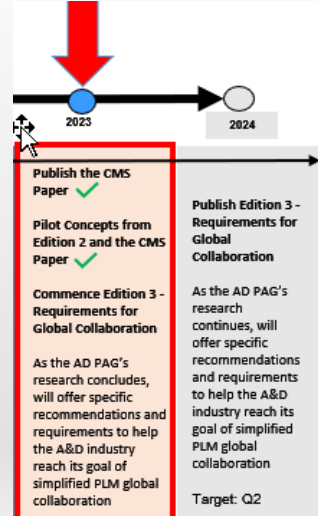 2023
2024
Publish the CMS
Paper
Pilot Concepts from
Edition 2 and the CMS
Paper
Commence Edition 3 -
Requirements for
Global Collaboration
As the AD PAG's
research concludes,
will offer specific
recommendations and
requirements to help
the A&D industry
reach its goal of
simplified PLM global
collaboration
Publish Edition 3 -
Requirements for
Global
Collaboration
As the AD PAG's
research
continues, will
offer specific
recommendations
and requirements
to help the A&D
industry reach its
goal of simplified
PLM global
collaboration
Target: Q2